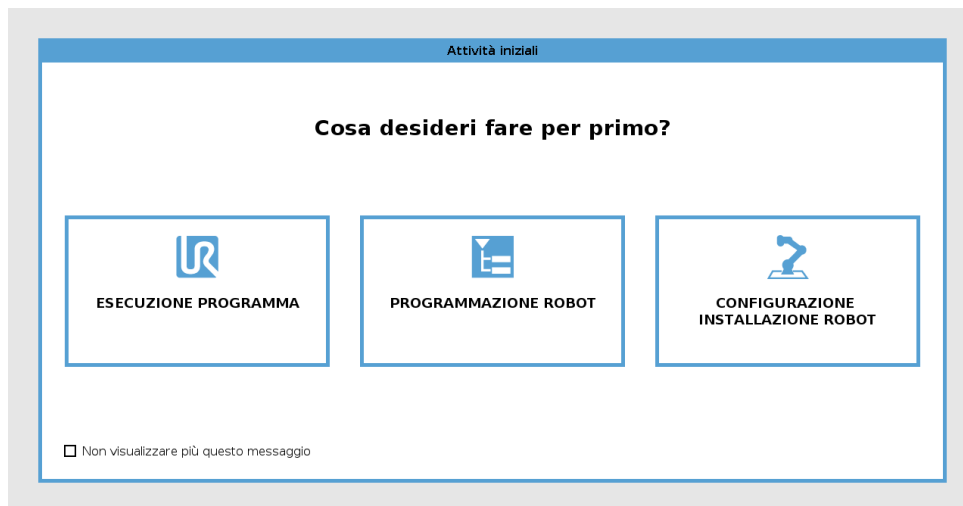 Attività iniziali
Cosa desideri fare per primo?
UR
ESECUZIONE PROGRAMMA
PROGRAMMAZIONE ROBOT
CONFIGURAZIONE
INSTALLAZIONE ROBOT
Non visualizzare più questo messaggio